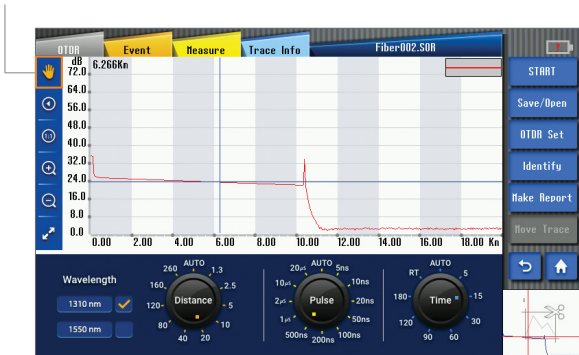 OTDR Event Measure Trace Info Fiber002.SOR
dB 6.266Kn
72.0
64.0
56.0
48.0
40.0
32.0
24.0
16.0
8.0
0.0
0.00 2.00 4.00 6.00 8.00 10.00 12.00 14.00 16.00 18.00 Kn
1:1
START
Save/Open
OTDR Set
Identify
Make Report
Move Trace
Wavelength
1310 nm
1550 nm
AUTO
260 1.3
160 2.5
120 Distance 5
80 10
40 20
AUTO
20µs 5ns
10µs 10ns
2µs Pulse 20ns
1µs 50ns
500ns 200ns 100ns
AUTO
RT 5
180 Time 15
120 30
90 60